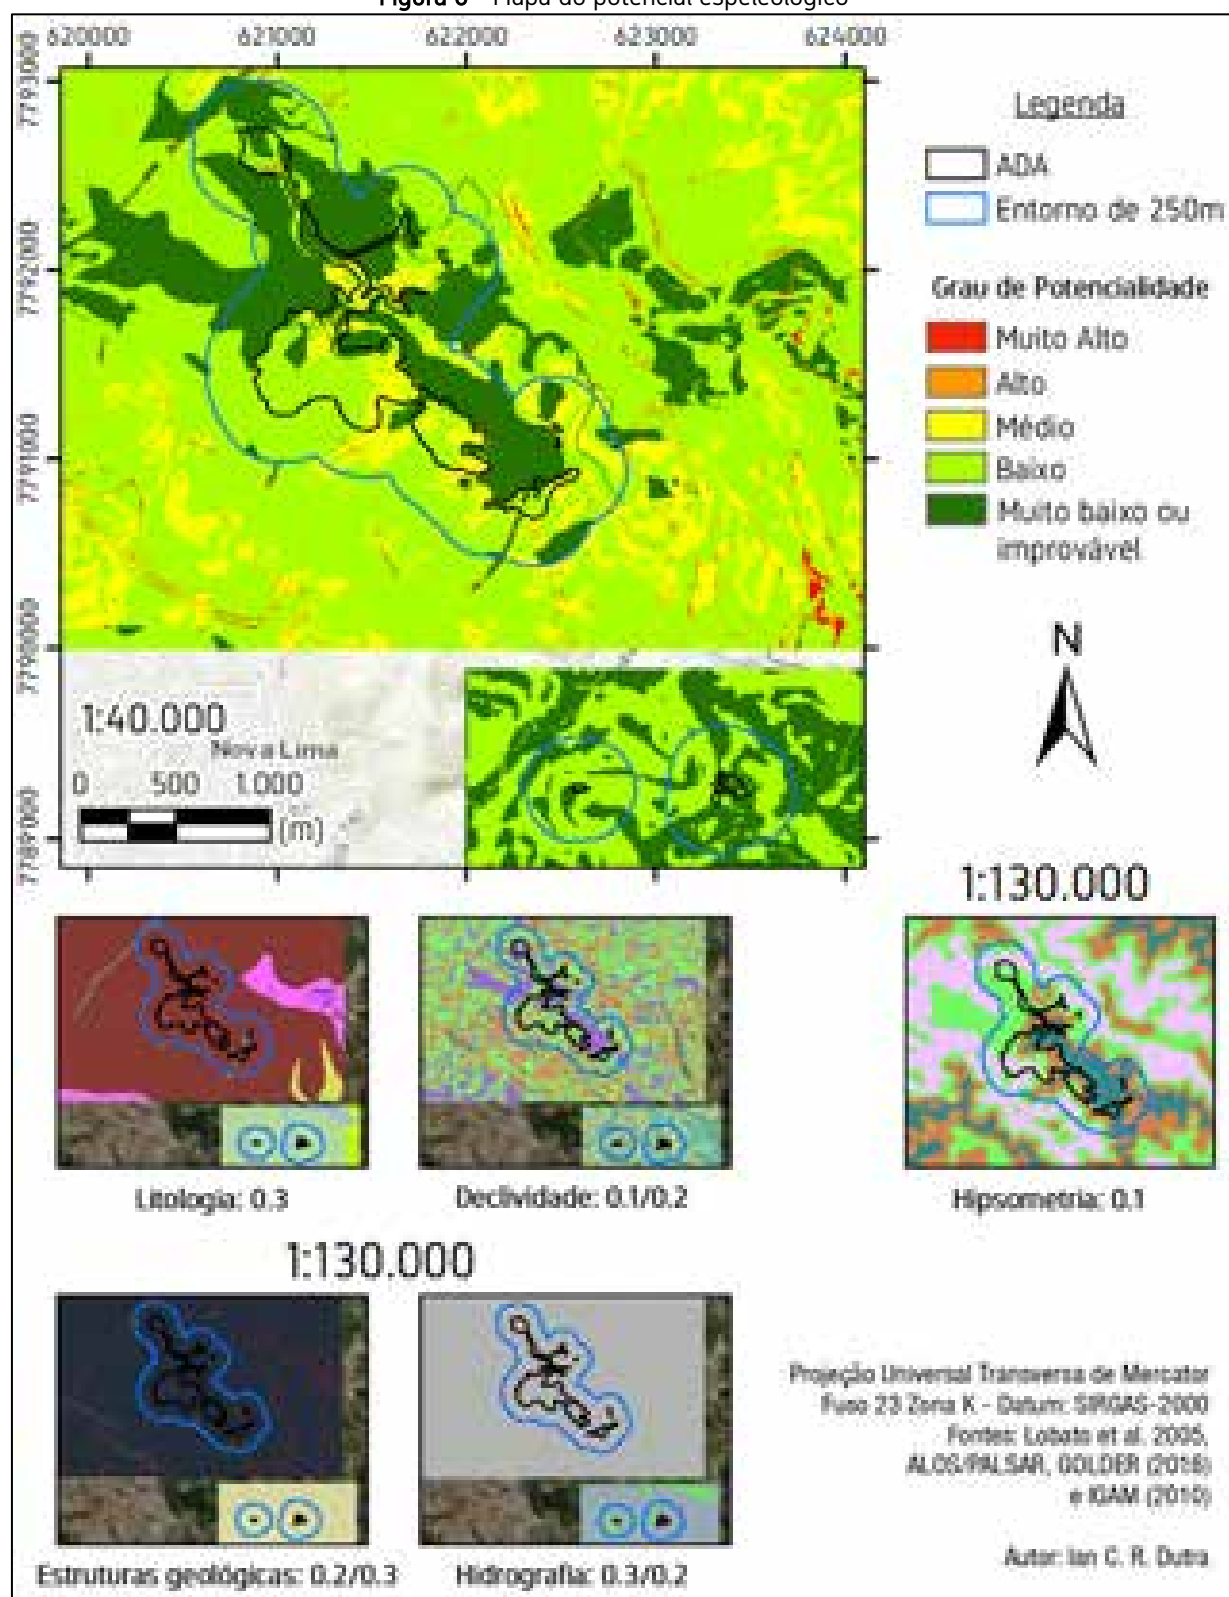 Figura 6 - Mapa do potencial espeleológico
620000 621000 622000 623000 624000
7793000
7792000
7791000
7790000
7789000
Legenda
ADA
Entorno de 250m
Grau de Potencialidade
Muito Alto
Alto
Médio
Baixo
Muito baixo ou
improvável
N
1:40.000
Nova Lima
0 500 1.000
(m)
1:130.000
Litologia: 0.3
Declividade: 0.1/0.2
Hipsometria: 0.1
1:130.000
Estruturas geológicas: 0.2/0.3
Hidrografia: 0.3/0.2
Projeção Universal Transversa de Mercator
Fuso 23 Zona K - Datum: SIRGAS-2000
Fontes: Lobato et al. 2005,
ALOS/PALSAR, GOLDER (2016)
e IGAM (2010)
Autor: Ian C. R. Dutra